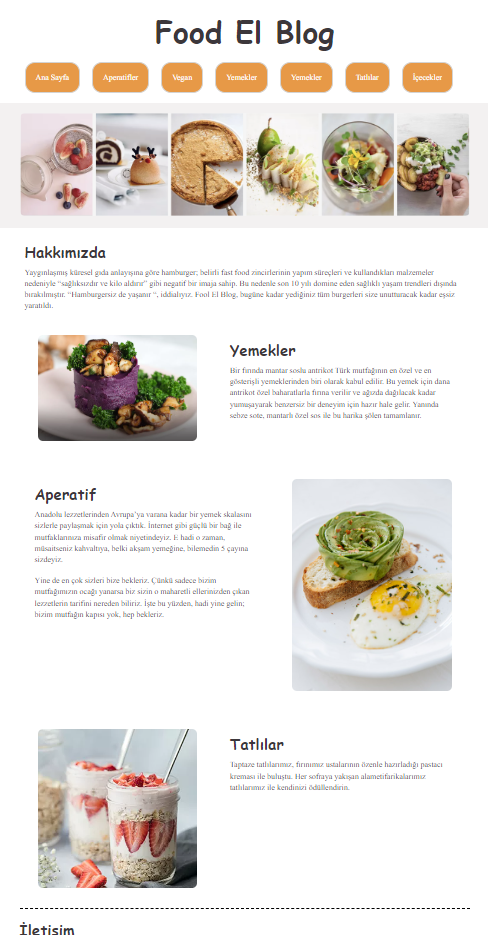 Food El Blog
Ana Sayfa
Aperatifler
Vegan
Yemekler
Yemekler
Tatlılar
İçecekler
Hakkımızda
Yaygınlaşmış küresel gıda anlayışına göre hamburger; belirli fast food zincirlerinin yapım süreçleri ve kullandıkları malzemeler
nedeniyle “sağlıksızdır ve kilo aldırır” gibi negatif bir imaja sahip. Bu nedenle son 10 yılı domine eden sağlıklı yaşam trendleri dışında
bırakılmıştır. “Hamburgersiz de yaşanır “, iddialıyız. Fool El Blog, bugüne kadar yediğiniz tüm burgerleri size unutturacak kadar eşsiz
yaratıldı.
Yemekler
Bir fırında mantar soslu antrikot Türk mutfağının en özel ve en
gösterişli yemeklerinden biri olarak kabul edilir. Bu yemek için dana
antrikot özel baharatlarla fırına verilir ve ağızda dağılacak kadar
yumuşayarak benzersiz bir deneyim için hazır hale gelir. Yanında
sebze sote, mantarlı özel sos ile bu harika şölen tamamlanır.
Aperatif
Anadolu lezzetlerinden Avrupa’ya varana kadar bir yemek skalasını
sizlerle paylaşmak için yola çıktık. İnternet gibi güçlü bir bağ ile
mutfaklarınıza misafir olmak niyetindeyiz. E hadi o zaman,
müsaitseniz kahvaltıya, belki akşam yemeğine, bilemedin 5 çayına
sizdeyiz.
Yine de en çok sizleri bize bekleriz. Çünkü sadece bizim
mutfağımızın ocağı yanarsa biz sizin o maharetli ellerinizden çıkan
lezzetlerin tarifini nereden biliriz. İşte bu yüzden, hadi yine gelin;
bizim mutfağın kapısı yok, hep bekleriz.
Tatlılar
Taptaze tatlılarımız, fırınımız ustalarının özenle hazırladığı pastacı
kreması ile buluştu. Her sofraya yakışan alametifarikalarımız
tatlılarımız ile kendinizi ödüllendirin.
İletisim